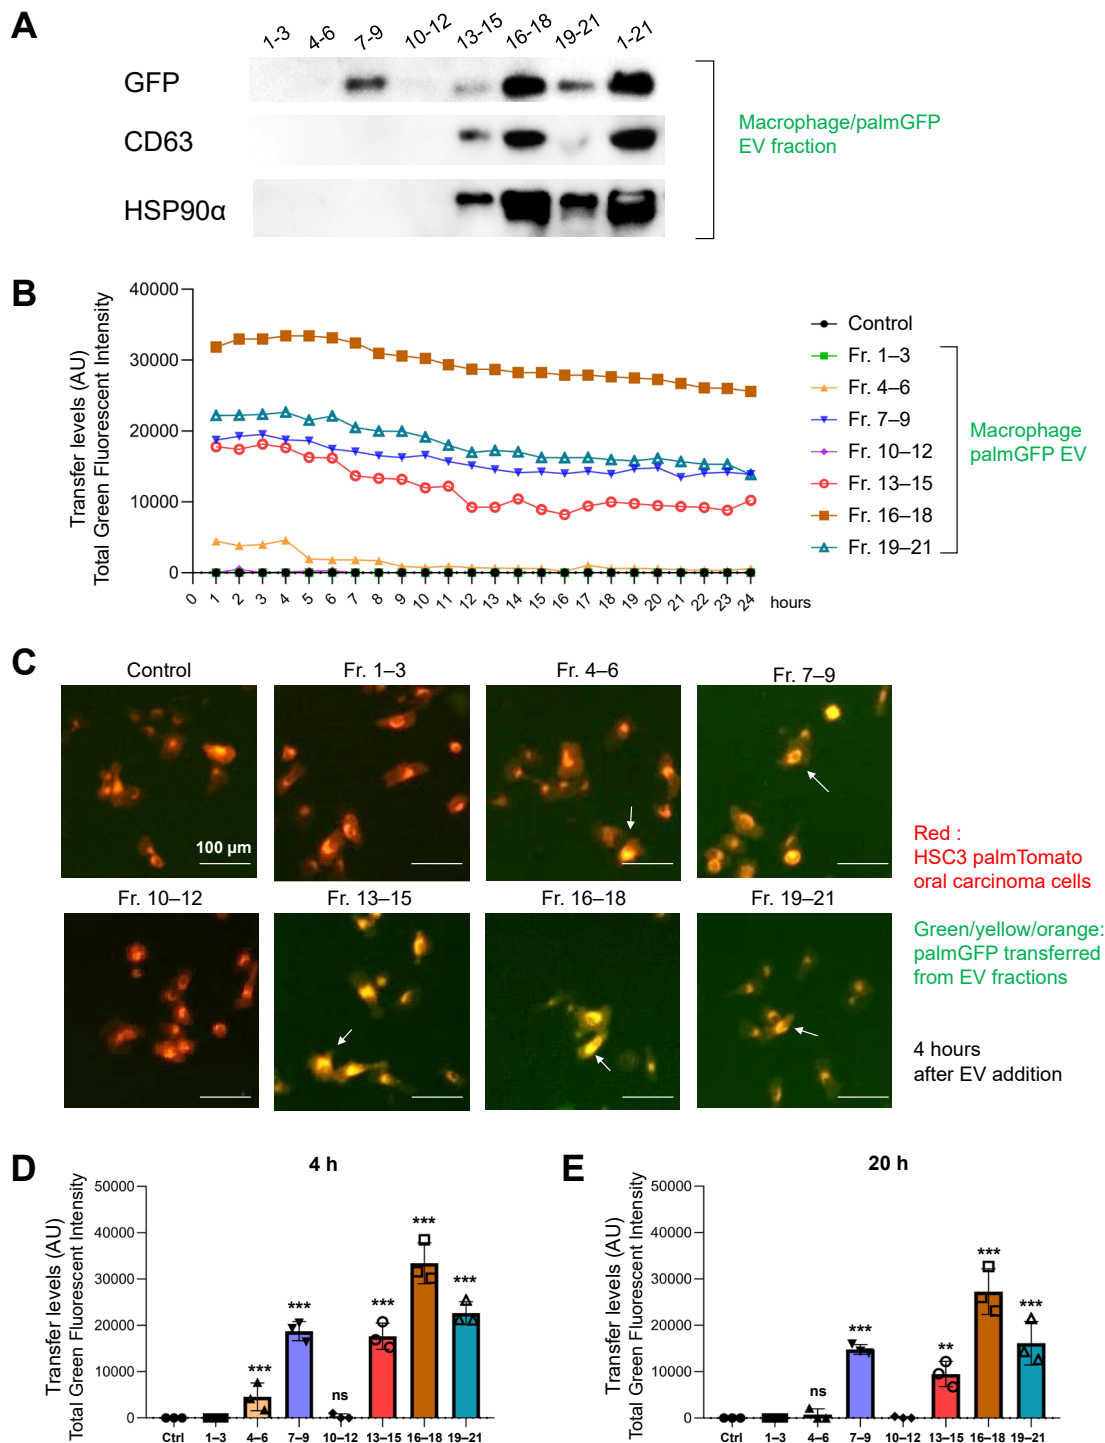 A
1-3 4-6 7-9 10-12 13-15 16-18 19-21 1-21
GFP
CD63
HSP90α
Macrophage/palmGFP
EV fraction
B
Transfer levels (AU)
Total Green Fluorescent Intensity
40000
30000
20000
10000
0
0 1 2 3 4 5 6 7 8 9 10 11 12 13 14 15 16 17 18 19 20 21 22 23 24 hours
Control
Fr. 1–3
Fr. 4–6
Fr. 7–9
Fr. 10–12
Fr. 13–15
Fr. 16–18
Fr. 19–21
Macrophage
palmGFP EV
C
Control Fr. 1–3 Fr. 4–6 Fr. 7–9
100 µm
Fr. 10–12 Fr. 13–15 Fr. 16–18 Fr. 19–21
Red :
HSC3 palmTomato
oral carcinoma cells
Green/yellow/orange:
palmGFP transferred
from EV fractions
4 hours
after EV addition
D
4 h
Transfer levels (AU)
Total Green Fluorescent Intensity
50000
40000
30000
20000
10000
0
*** *** ns *** *** ***
Ctrl 1–3 4–6 7–9 10–12 13–15 16–18 19–21
E
20 h
Transfer levels (AU)
Total Green Fluorescent Intensity
50000
40000
30000
20000
10000
0
ns *** ** *** ***
Ctrl 1–3 4–6 7–9 10–12 13–15 16–18 19–21